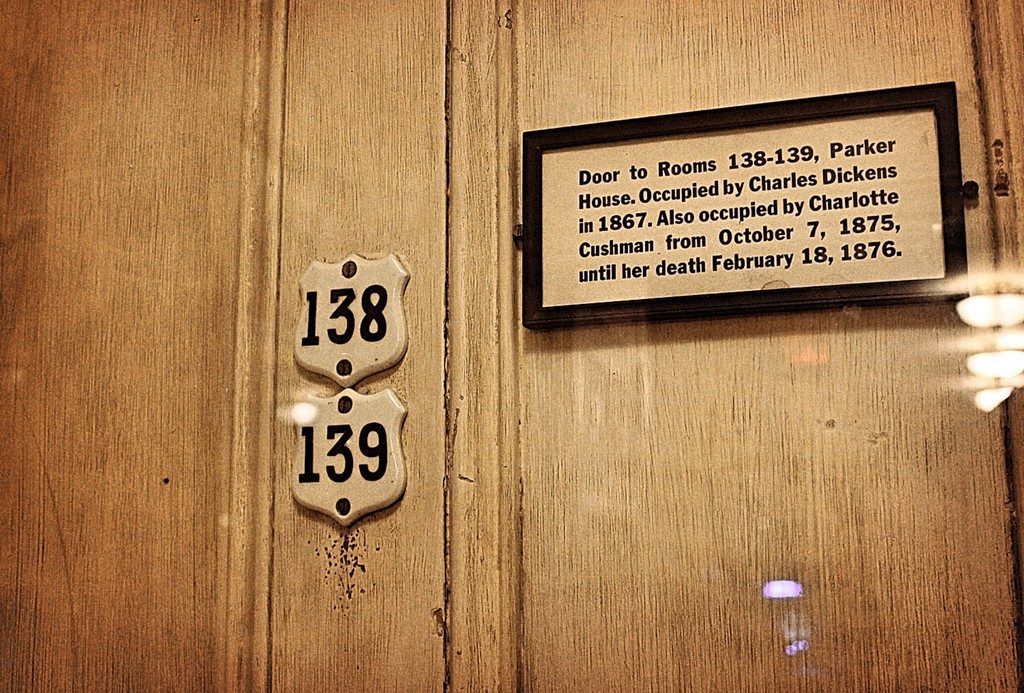 138
139
Door to Rooms 138-139, Parker
House. Occupied by Charles Dickens
in 1867. Also occupied by Charlotte
Cushman from October 7, 1875,
until her death February 18, 1876.